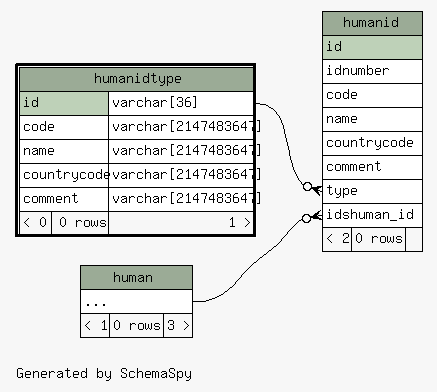 humanid
id
idnumber
code
name
countrycode
comment
type
idshuman_id
< 2 0 rows
humanidtype
id varchar[36]
code varchar[2147483647]
name varchar[2147483647]
countrycode varchar[2147483647]
comment varchar[2147483647]
< 0 0 rows 1 >
human
...
< 1 0 rows 3 >
Generated by SchemaSpy